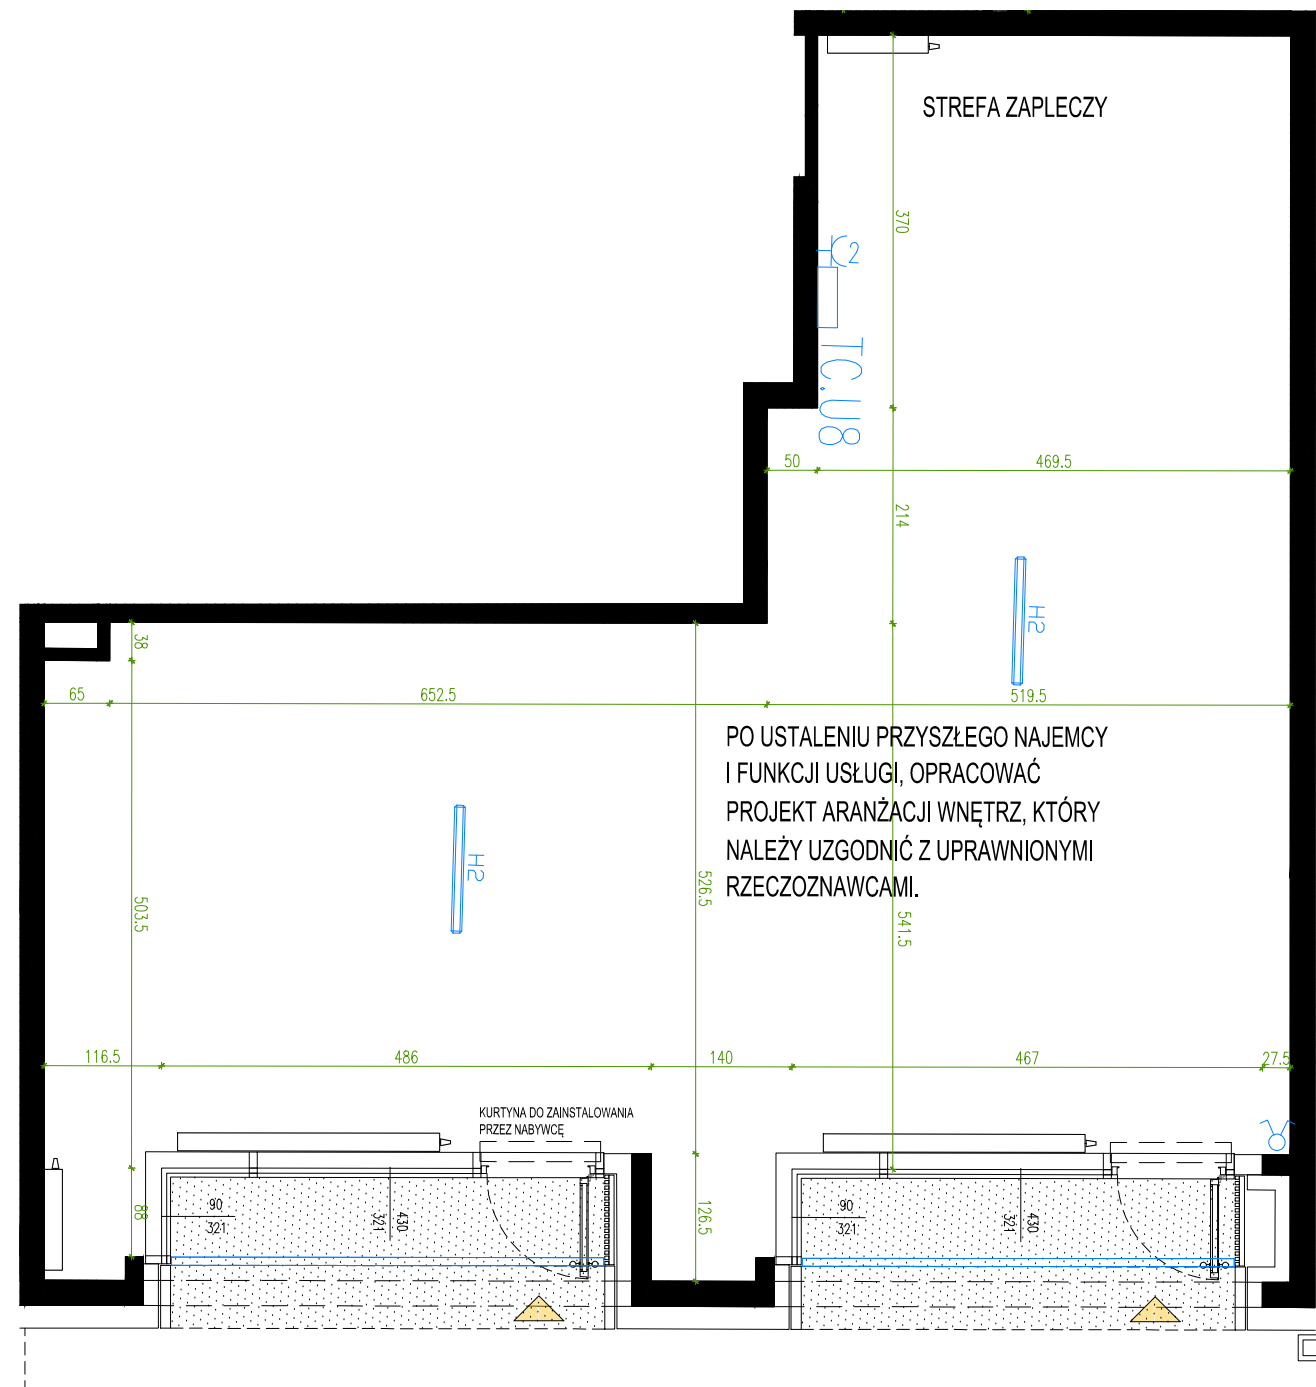 STREFA ZAPLECZY
370
2
TC.U8
50
469.5
214
H2
38
65
652.5
519.5
PO USTALENIU PRZYSZŁEGO NAJEMCY
I FUNKCJI USŁUGI, OPRACOWAĆ
PROJEKT ARANŻACJI WNĘTRZ, KTÓRY
NALEŻY UZGODNIĆ Z UPRAWNIONYMI
RZECZOZNAWCAMI.
H2
503.5
526.5
541.5
116.5
486
140
467
27.5
KURTYNA DO ZAINSTALOWANIA
PRZEZ NABYWCĘ
88
90
321
430
321
126.5
90
321
430
321